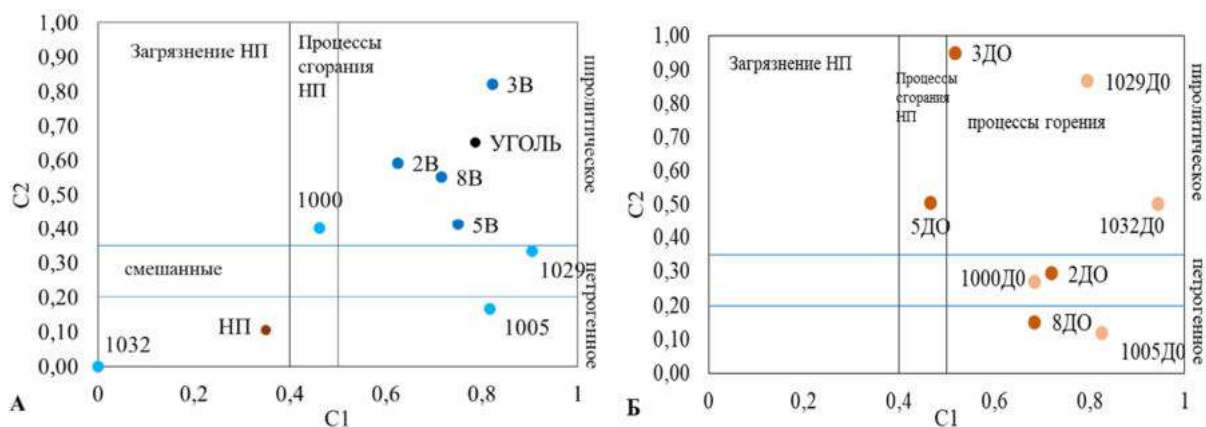 1,00
0,90
0,80
0,70
0,60
0,50
0,40
0,30
0,20
0,10
0,00
C2
Загрязнение НП
Процессы
сгорания
НП
3В
УГОЛЬ
2В
8В
1000
5В
1029
смешанные
НП
1005
1032
пиролитическое
петрогенное
0
0,2
0,4
0,6
0,8
1
C1
А
1,00
0,90
0,80
0,70
0,60
0,50
0,40
0,30
0,20
0,10
0,00
C2
Загрязнение НП
Процессы
сгорания
НП
3ДО
1029Д0
процессы горения
5ДО
1032Д0
1000Д0
2ДО
8ДО
1005Д0
пиролитическое
петрогенное
0
0,2
0,4
0,6
0,8
1
C1
Б